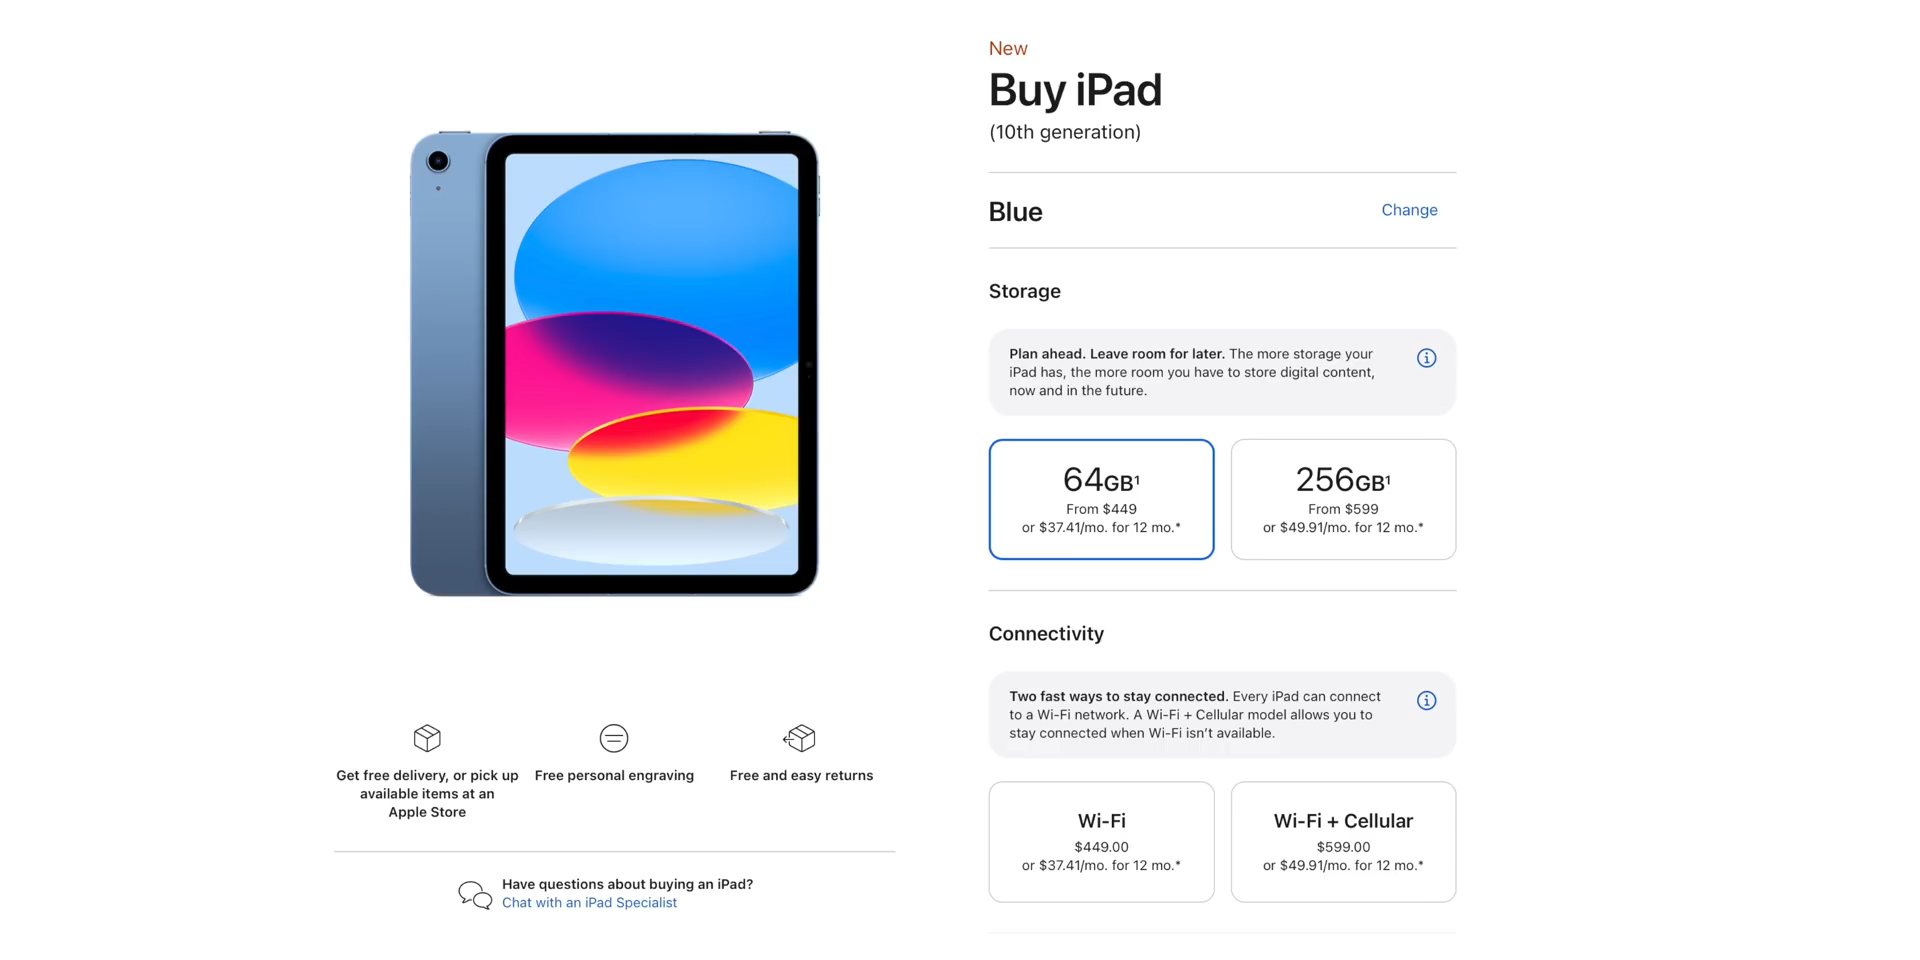 New
Buy iPad
(10th generation)
Blue
Change
Storage
Plan ahead. Leave room for later. The more storage your
iPad has, the more room you have to store digital content,
now and in the future.
64GB¹
From $449
or $37.41/mo. for 12 mo.*
256GB¹
From $599
or $49.91/mo. for 12 mo.*
Connectivity
Two fast ways to stay connected. Every iPad can connect
to a Wi-Fi network. A Wi-Fi + Cellular model allows you to
stay connected when Wi-Fi isn’t available.
Wi-Fi
$449.00
or $37.41/mo. for 12 mo.*
Wi-Fi + Cellular
$599.00
or $49.91/mo. for 12 mo.*
Get free delivery, or pick up
available items at an
Apple Store
Free personal engraving
Free and easy returns
Have questions about buying an iPad?
Chat with an iPad Specialist